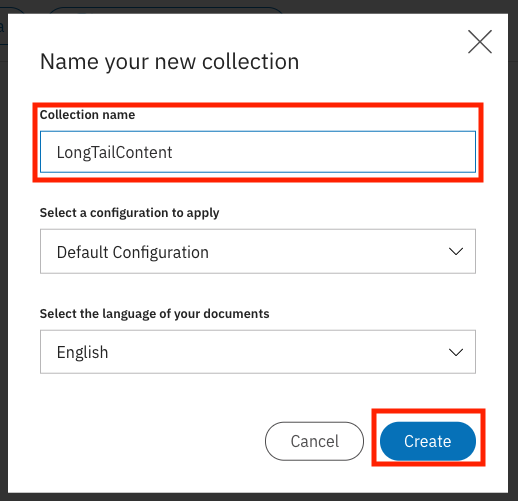 Name your new collection
Collection name
LongTailContent
Select a configuration to apply
Default Configuration
Select the language of your documents
English
Cancel
Create